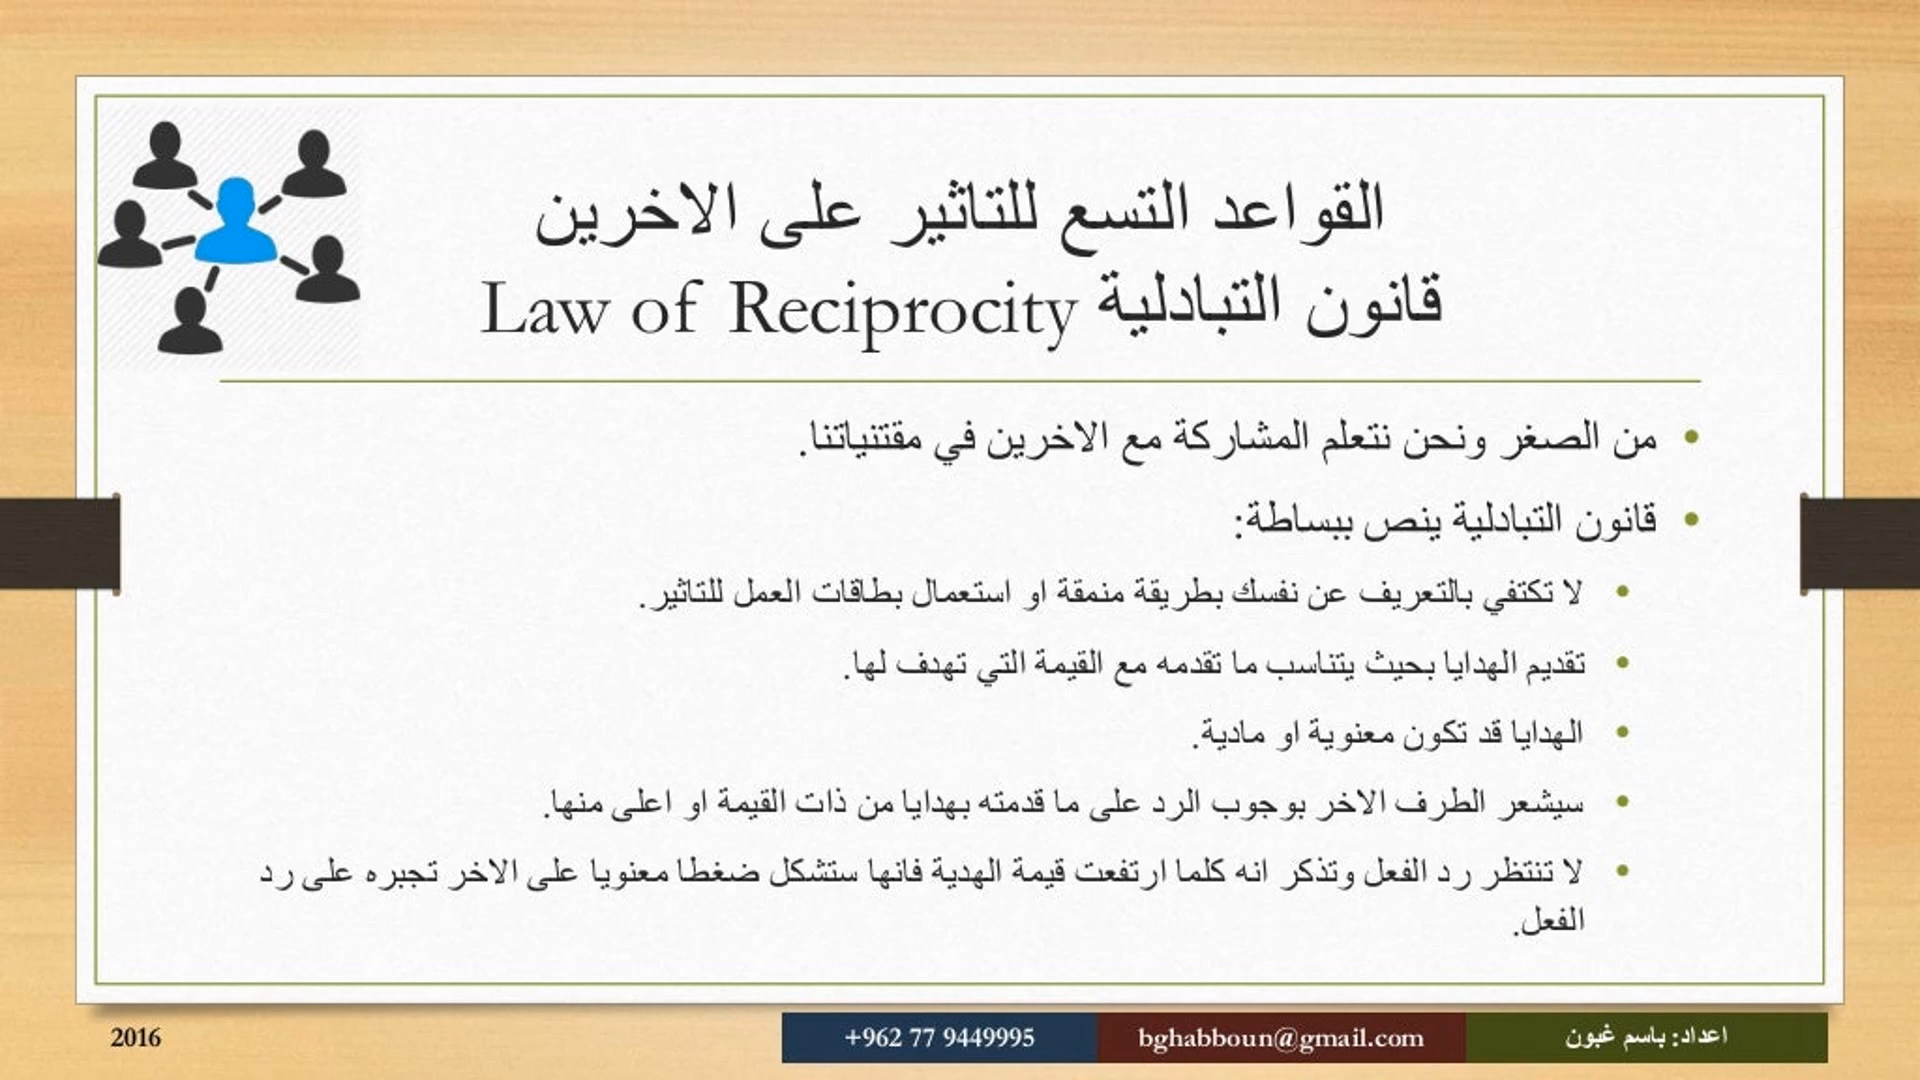 القواعد التسع للتاثير على الاخرين
قانون التبادلية Law of Reciprocity
من الصغر ونحن نتعلم المشاركة مع الاخرين في مقتنياتنا.
قانون التبادلية ينص ببساطة:
لا تكتفي بالتعريف عن نفسك بطريقة منمقة او استعمال بطاقات العمل للتاثير.
تقديم الهدايا بحيث يتناسب ما تقدمه مع القيمة التي تهدف لها.
الهدايا قد تكون معنوية او مادية.
سيشعر الطرف الاخر بوجوب الرد على ما قدمته بهدايا من ذات القيمة او اعلى منها.
لا تنتظر رد الفعل وتذكر انه كلما ارتفعت قيمة الهدية فانها ستشكل ضغطا معنويا على الاخر تجبره على رد
الفعل.
اعداد: باسم غبون
bghabboun@gmail.com
+962 77 9449995
2016